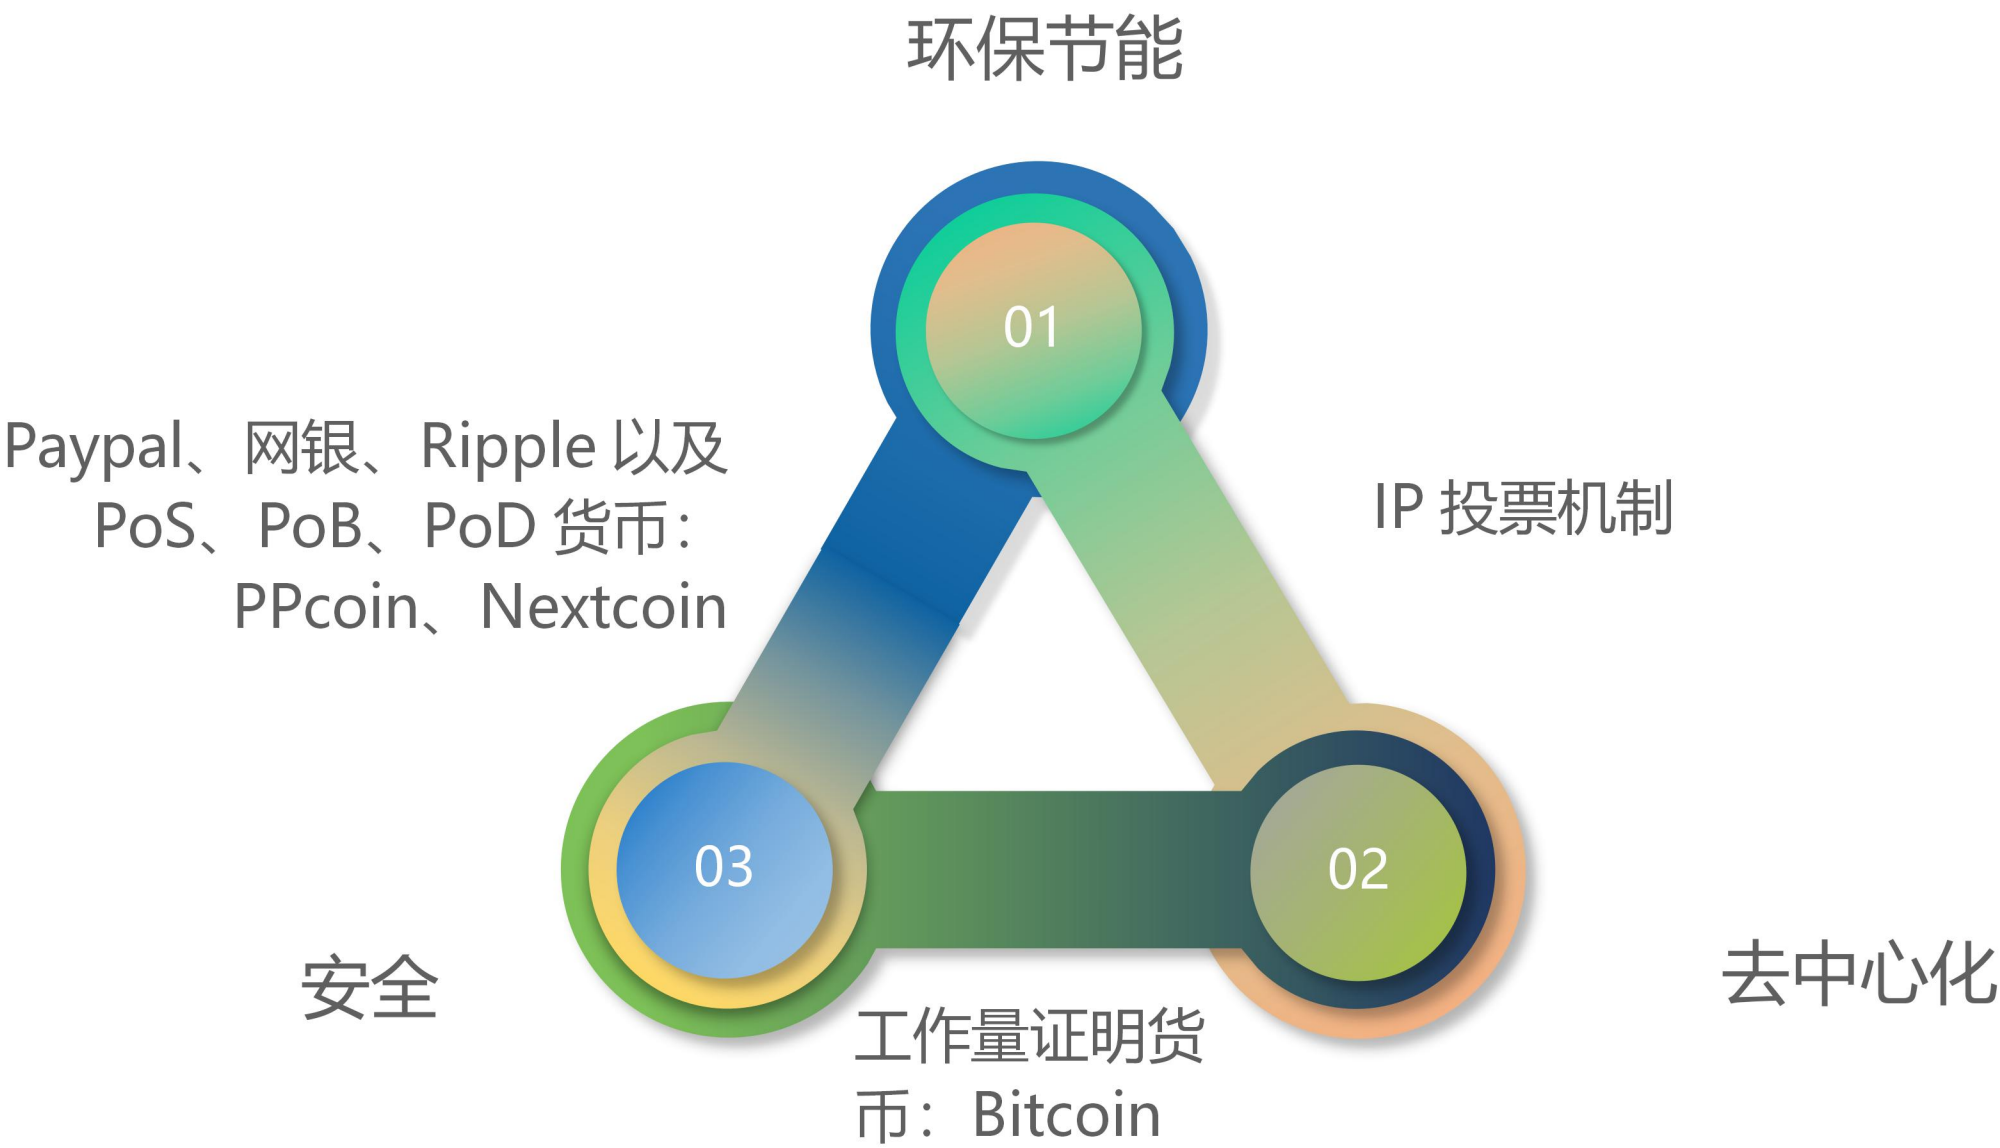 环保节能
01
Paypal、网银、Ripple 以及
PoS、PoB、PoD 货币：
PPcoin、Nextcoin
IP 投票机制
03
02
安全
去中心化
工作量证明货
币：Bitcoin